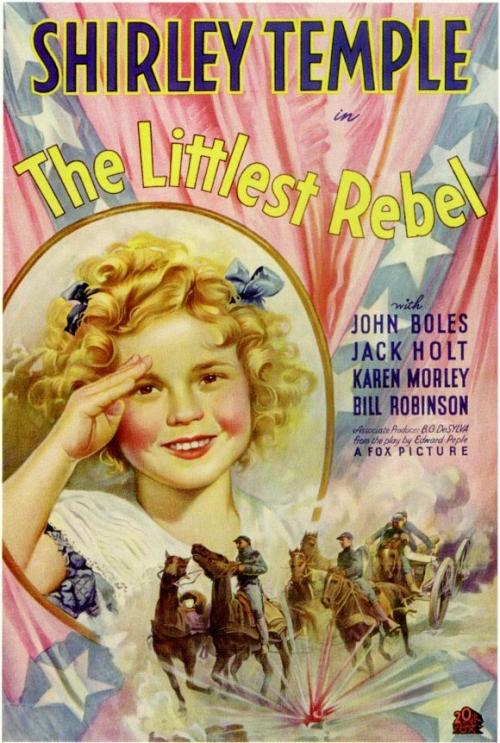 SHIRLEY TEMPLE
in
The Littlest Rebel
with
JOHN BOLES
JACK HOLT
KAREN MORLEY
BILL ROBINSON
Associate Producer B.G. DeSYLVA
from the play by Edward Peple
A FOX PICTURE
20th
FOX